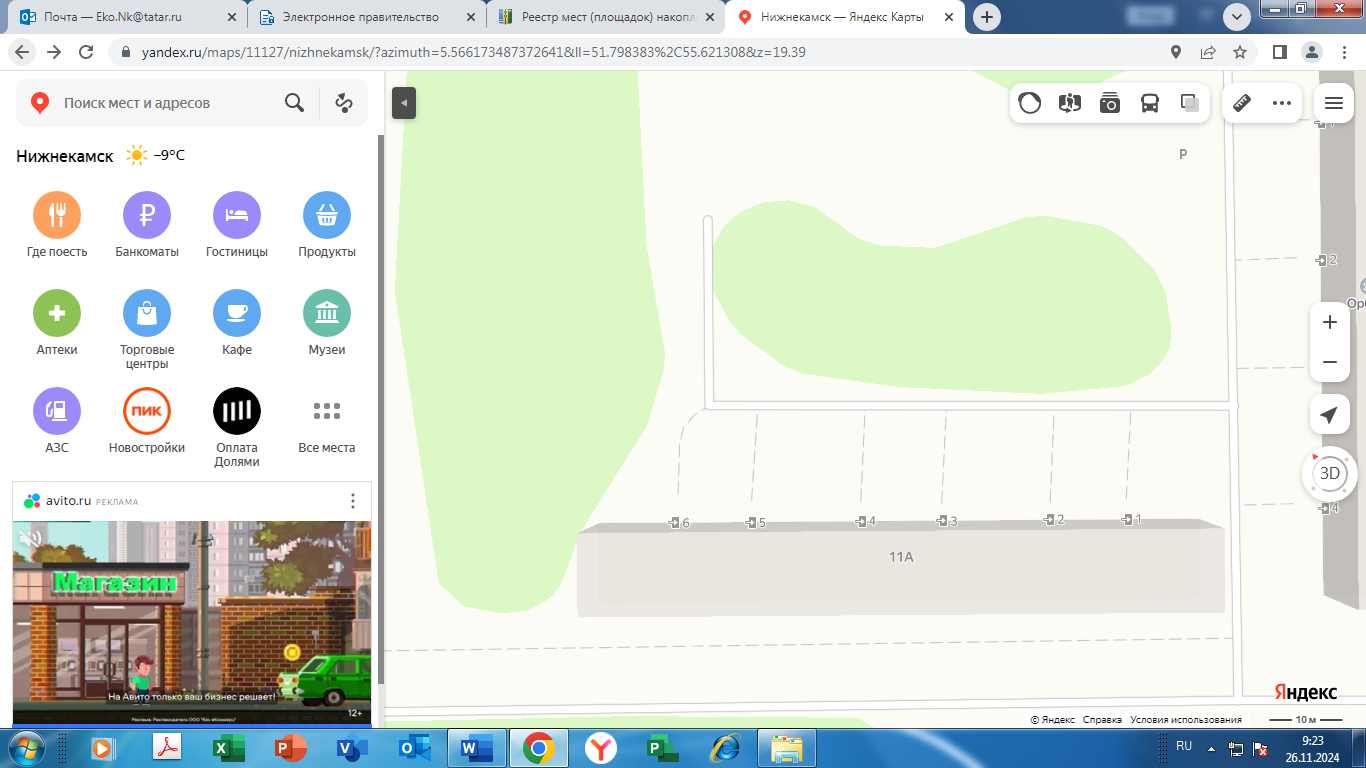 Почта — Eko.Nk@tatar.ru
Электронное правительство
Реестр мест (площадок) накопл
Нижнекамск — Яндекс Карты
yandex.ru/maps/11127/nizhnekamsk/?azimuth=5.566173487372641&ll=51.798383%2C55.621308&z=19.39
Поиск мест и адресов
Нижнекамск
−9°C
Где поесть
Банкоматы
Гостиницы
Продукты
Аптеки
Торговые центры
Кафе
Музеи
ПИК
АЗС
Новостройки
Оплата Долями
Все места
avito.ru РЕКЛАМА
Магазин
На Авито только ваш бизнес решает!
12+
P
2
3D
4
6
5
4
3
2
1
11А
Яндекс
© Яндекс Справка Условия использования
10 м
RU
9:23
26.11.2024